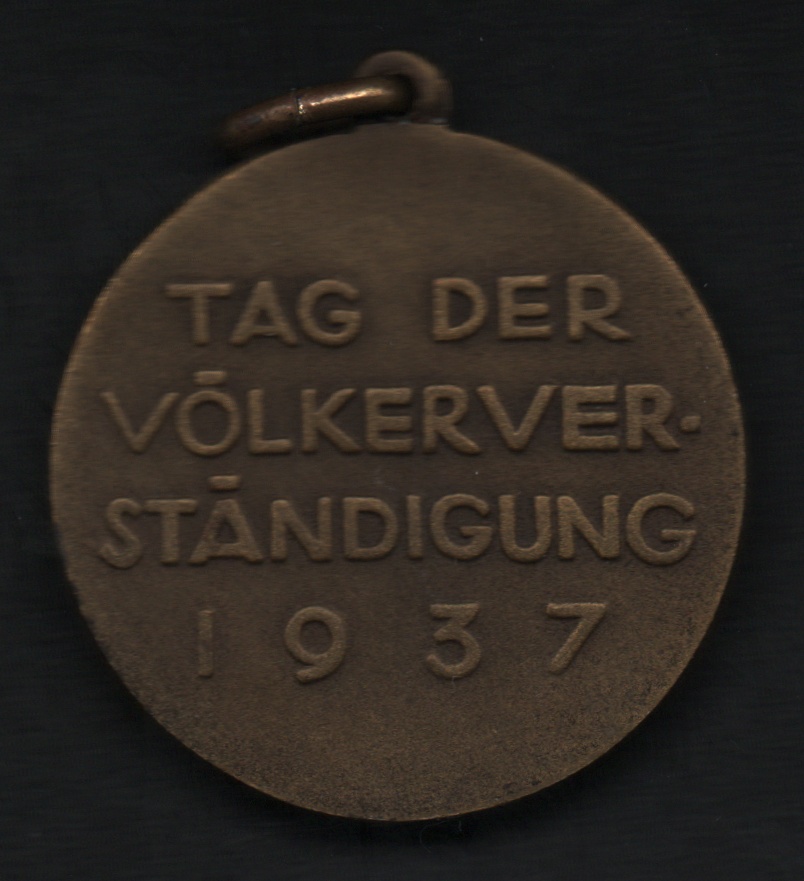 TAG DER
VÖLKERVER-
STÄNDIGUNG
1937